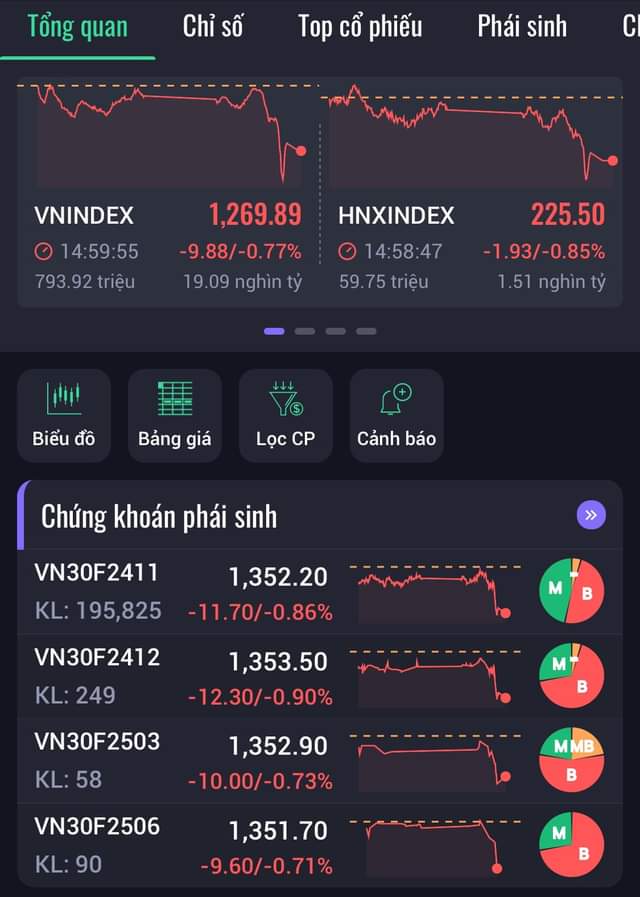 Tổng quan Chỉ số Top cổ phiếu Phái sinh
VNINDEX 1,269.89
14:59:55 -9.88/-0.77%
793.92 triệu 19.09 nghìn tỷ
HNXINDEX 225.50
14:58:47 -1.93/-0.85%
59.75 triệu 1.51 nghìn tỷ
Biểu đồ Bảng giá Lọc CP Cảnh báo
Chứng khoán phái sinh
VN30F2411 1,352.20
KL: 195,825 -11.70/-0.86%
M B
VN30F2412 1,353.50
KL: 249 -12.30/-0.90%
M B
VN30F2503 1,352.90
KL: 58 -10.00/-0.73%
M MB B
VN30F2506 1,351.70
KL: 90 -9.60/-0.71%
M B